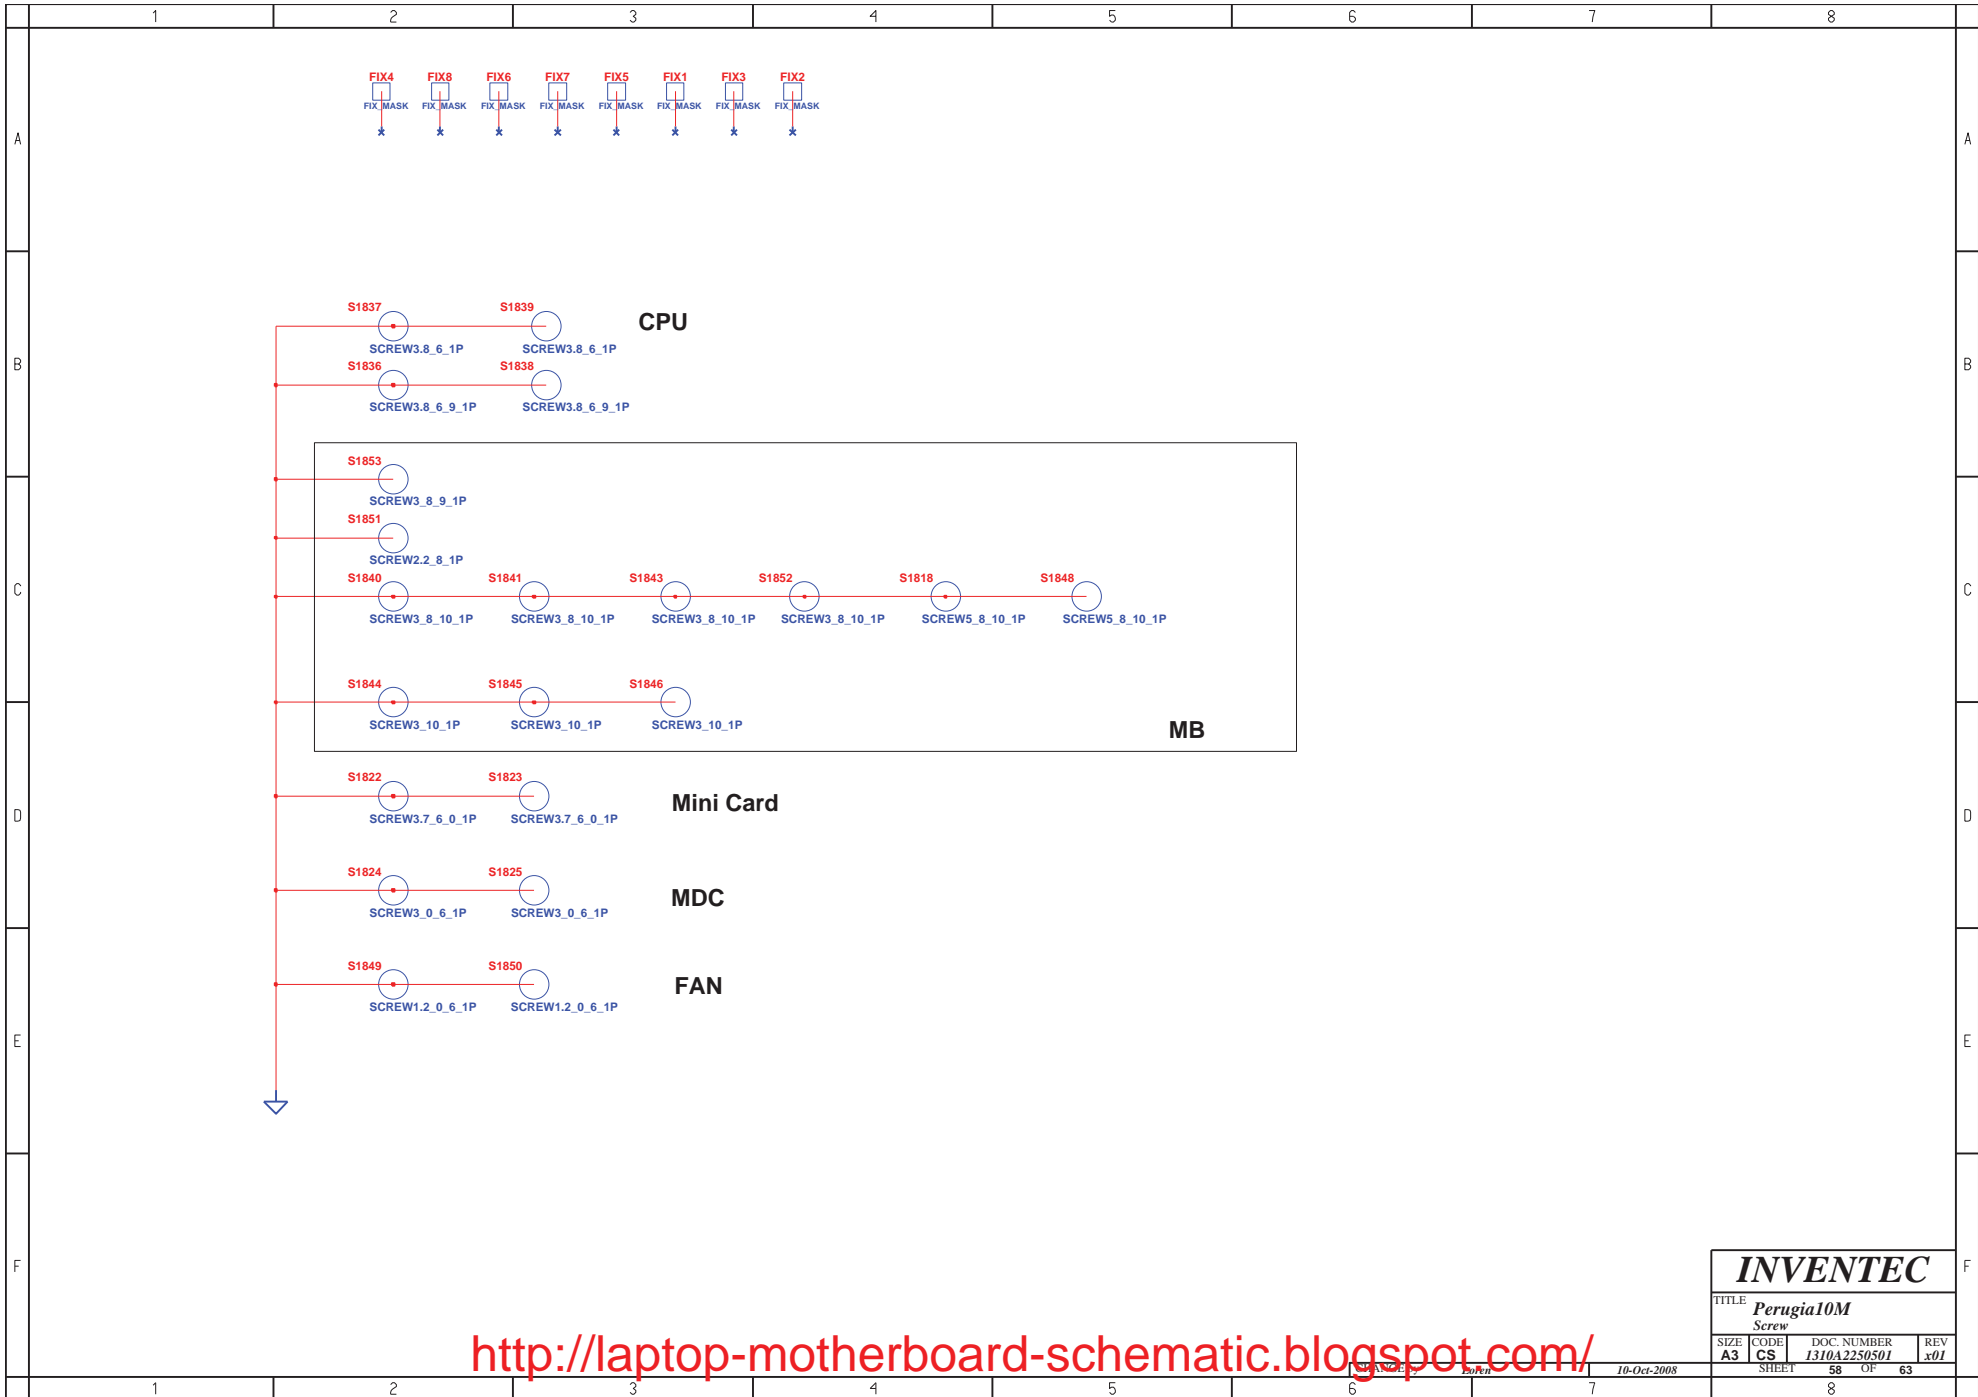 1 2 3 4 5 6 7 8
FIX4 FIX8 FIX6 FIX7 FIX5 FIX1 FIX3 FIX2
FIX_MASK FIX_MASK FIX_MASK FIX_MASK FIX_MASK FIX_MASK FIX_MASK FIX_MASK
A A
S1837 S1839
CPU
SCREW3.8_6_1P SCREW3.8_6_1P
B B
S1836 S1838
SCREW3.8_6_9_1P SCREW3.8_6_9_1P
S1853
SCREW3_8_9_1P
S1851
SCREW2.2_8_1P
C C
S1840 S1841 S1843 S1852 S1818 S1848
SCREW3_8_10_1P SCREW3_8_10_1P SCREW3_8_10_1P SCREW3_8_10_1P SCREW5_8_10_1P SCREW5_8_10_1P
S1844 S1845 S1846
SCREW3_10_1P SCREW3_10_1P SCREW3_10_1P
MB
S1822 S1823
Mini Card
SCREW3.7_6_0_1P SCREW3.7_6_0_1P
D D
S1824 S1825
MDC
SCREW3_0_6_1P SCREW3_0_6_1P
S1849 S1850
FAN
SCREW1.2_0_6_1P SCREW1.2_0_6_1P
E E
F F
INVENTEC
TITLE
Perugia10M
Screw
SIZE CODE DOC. NUMBER REV
A3 CS 1310A2250501 x01
http://laptop-motherboard-schematic.blogspot.com/
10-Oct-2008
SHEET 58 OF 63
1 2 3 4 5 6 7 8